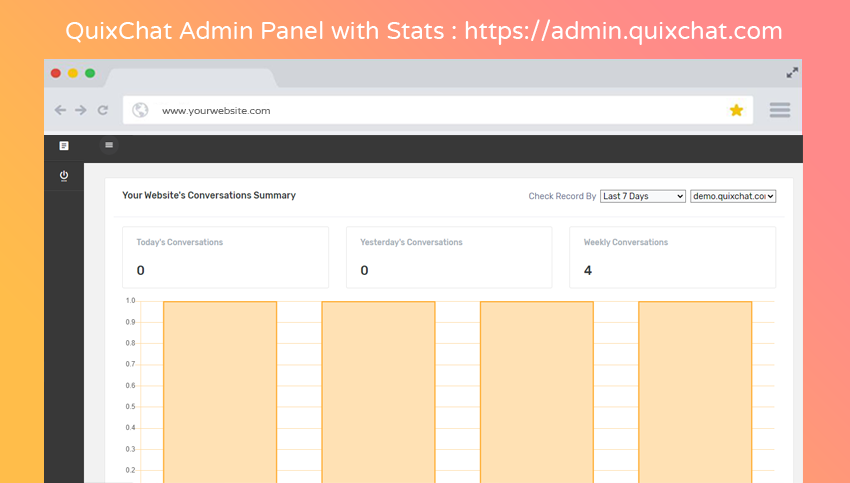 QuixChat Admin Panel with Stats : https://admin.quixchat.com
www.yourwebsite.com
Your Website's Conversations Summary
Check Record By Last 7 Days demo.quixchat.co
Today's Conversations Yesterday's Conversations Weekly Conversations
0 0 4
1.0
0.9
0.8
0.7
0.6
0.5
0.4
0.3
0.2